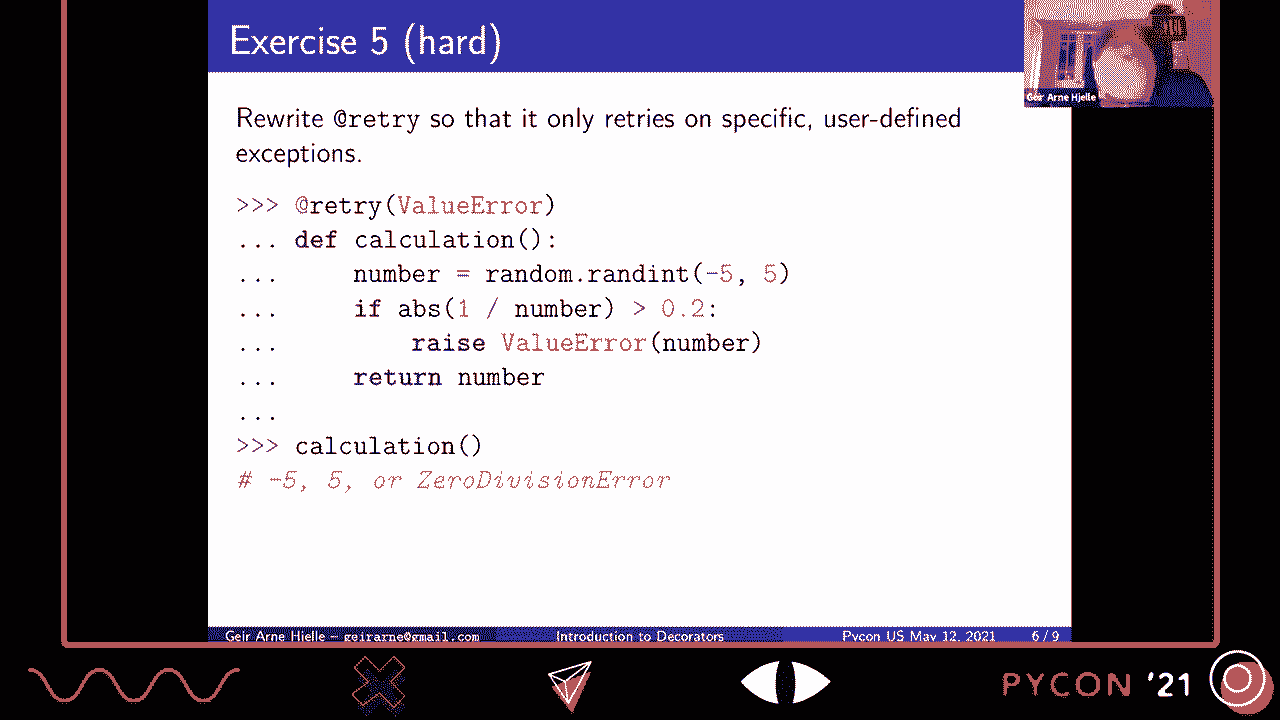 Exercise 5 (hard)
Geir Arne Hjelle
Rewrite @retry so that it only retries on specific, user-defined
exceptions.
>>> @retry(ValueError)
... def calculation():
...     number = random.randint(-5, 5)
...     if abs(1 / number) > 0.2:
...         raise ValueError(number)
...     return number
...
>>> calculation()
# -5, 5, or ZeroDivisionError
Geir Arne Hjelle – geirarne@gmail.com Introduction to Decorators Pycon US May 12, 2021 6 / 9
PYCON '21